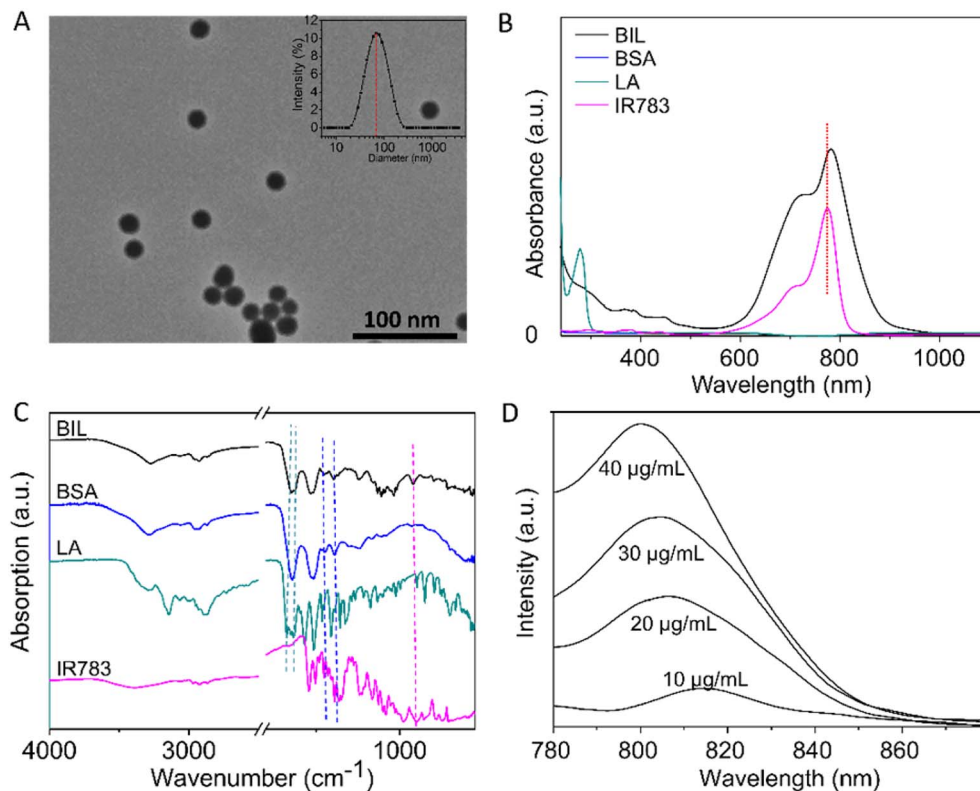 A
Intensity (%)
12
10
8
6
4
2
0
10 100 1000
Diameter (nm)
100 nm
B
BIL
BSA
LA
IR783
Absorbance (a.u.)
0
400 600 800 1000
Wavelength (nm)
C
BIL
BSA
LA
IR783
Absorption (a.u.)
4000 3000 1000
Wavenumber (cm⁻¹)
D
40 µg/mL
30 µg/mL
20 µg/mL
10 µg/mL
Intensity (a.u.)
780 800 820 840 860
Wavelength (nm)